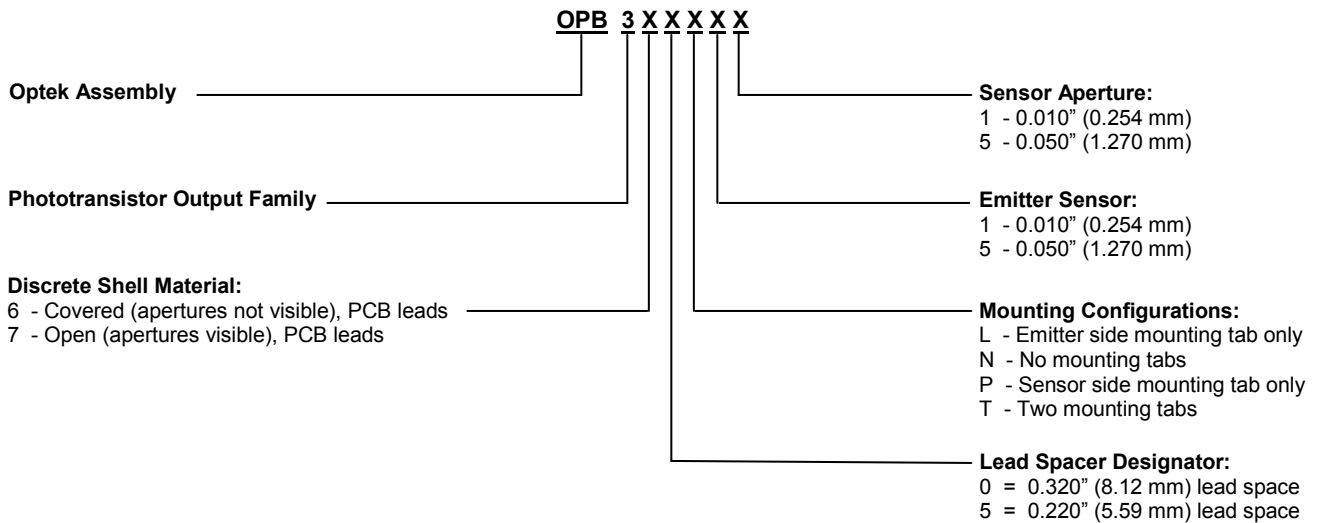 OPB 3 X X X X X
Optek Assembly
Phototransistor Output Family
Discrete Shell Material:
6 - Covered (apertures not visible), PCB leads
7 - Open (apertures visible), PCB leads
Sensor Aperture:
1 - 0.010” (0.254 mm)
5 - 0.050” (1.270 mm)
Emitter Sensor:
1 - 0.010” (0.254 mm)
5 - 0.050” (1.270 mm)
Mounting Configurations:
L - Emitter side mounting tab only
N - No mounting tabs
P - Sensor side mounting tab only
T - Two mounting tabs
Lead Spacer Designator:
0 = 0.320” (8.12 mm) lead space
5 = 0.220” (5.59 mm) lead space